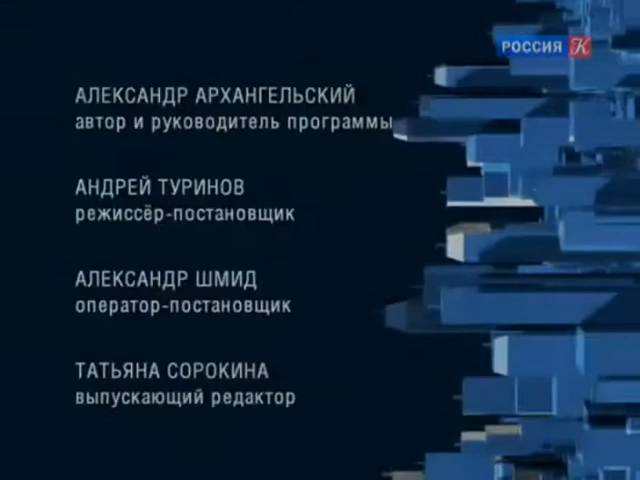 РОССИЯ К
АЛЕКСАНДР АРХАНГЕЛЬСКИЙ
автор и руководитель программы
АНДРЕЙ ТУРИНОВ
режиссёр-постановщик
АЛЕКСАНДР ШМИД
оператор-постановщик
ТАТЬЯНА СОРОКИНА
выпускающий редактор